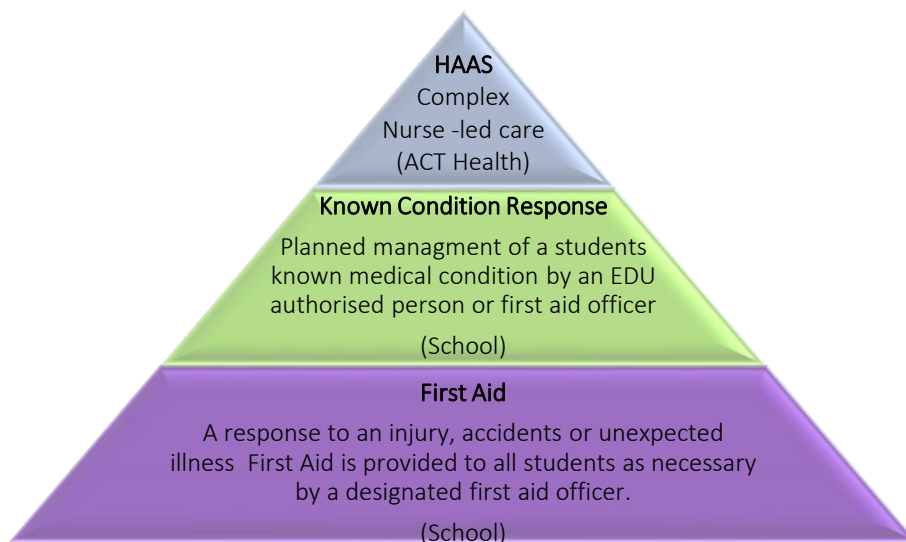 HAAS
Complex
Nurse -led care
(ACT Health)
Known Condition Response
Planned managment of a students
known medical condition by an EDU
authorised person or first aid officer
(School)
First Aid
A response to an injury, accidents or unexpected
illness  First Aid is provided to all students as necessary
by a designated first aid officer.
(School)